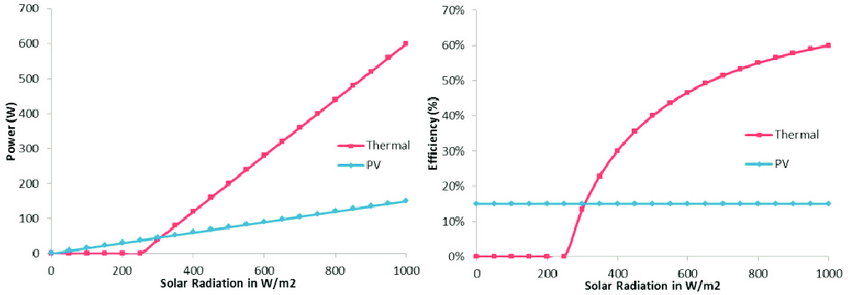 700
600
500
400
300
200
100
0
Power (W)
Thermal
PV
0 200 400 600 800 1000
Solar Radiation in W/m2
70%
60%
50%
40%
30%
20%
10%
0%
Efficiency (%)
Thermal
PV
0 200 400 600 800 1000
Solar Radiation in W/m2